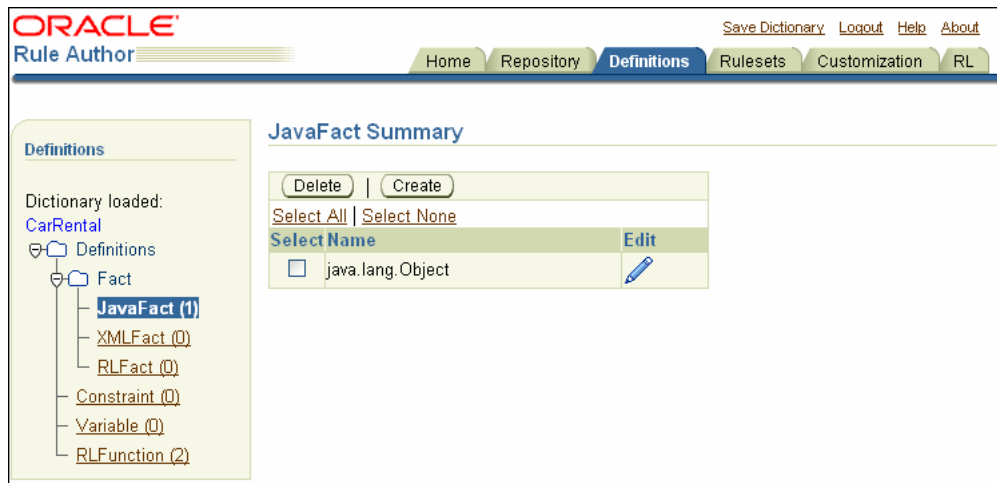 ORACLE
Rule Author
Save Dictionary Logout Help About
Home Repository Definitions Rulesets Customization RL
Definitions
Dictionary loaded:
CarRental
Definitions
Fact
JavaFact (1)
XMLFact (0)
RLFact (0)
Constraint (0)
Variable (0)
RLFunction (2)
JavaFact Summary
Delete | Create
Select All | Select None
Select Name Edit
java.lang.Object